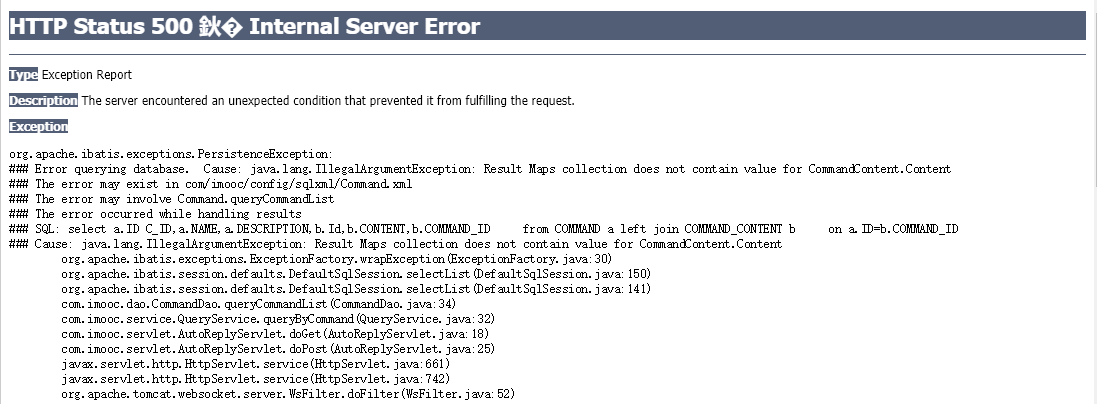 HTTP Status 500 鈥� Internal Server Error
Type Exception Report
Description The server encountered an unexpected condition that prevented it from fulfilling the request.
Exception
org.apache.ibatis.exceptions.PersistenceException:
### Error querying database.  Cause: java.lang.IllegalArgumentException: Result Maps collection does not contain value for CommandContent.Content
### The error may exist in com/imooc/config/sqlxml/Command.xml
### The error may involve Command.queryCommandList
### The error occurred while handling results
### SQL: select a.ID C_ID,a.NAME,a.DESCRIPTION,b.Id,b.CONTENT,b.COMMAND_ID     from COMMAND a left join COMMAND_CONTENT b     on a.ID=b.COMMAND_ID
### Cause: java.lang.IllegalArgumentException: Result Maps collection does not contain value for CommandContent.Content
org.apache.ibatis.exceptions.ExceptionFactory.wrapException(ExceptionFactory.java:30)
org.apache.ibatis.session.defaults.DefaultSqlSession.selectList(DefaultSqlSession.java:150)
org.apache.ibatis.session.defaults.DefaultSqlSession.selectList(DefaultSqlSession.java:141)
com.imooc.dao.CommandDao.queryCommandList(CommandDao.java:34)
com.imooc.service.QueryService.queryByCommand(QueryService.java:32)
com.imooc.servlet.AutoReplyServlet.doGet(AutoReplyServlet.java:18)
com.imooc.servlet.AutoReplyServlet.doPost(AutoReplyServlet.java:25)
javax.servlet.http.HttpServlet.service(HttpServlet.java:661)
javax.servlet.http.HttpServlet.service(HttpServlet.java:742)
org.apache.tomcat.websocket.server.WsFilter.doFilter(WsFilter.java:52)